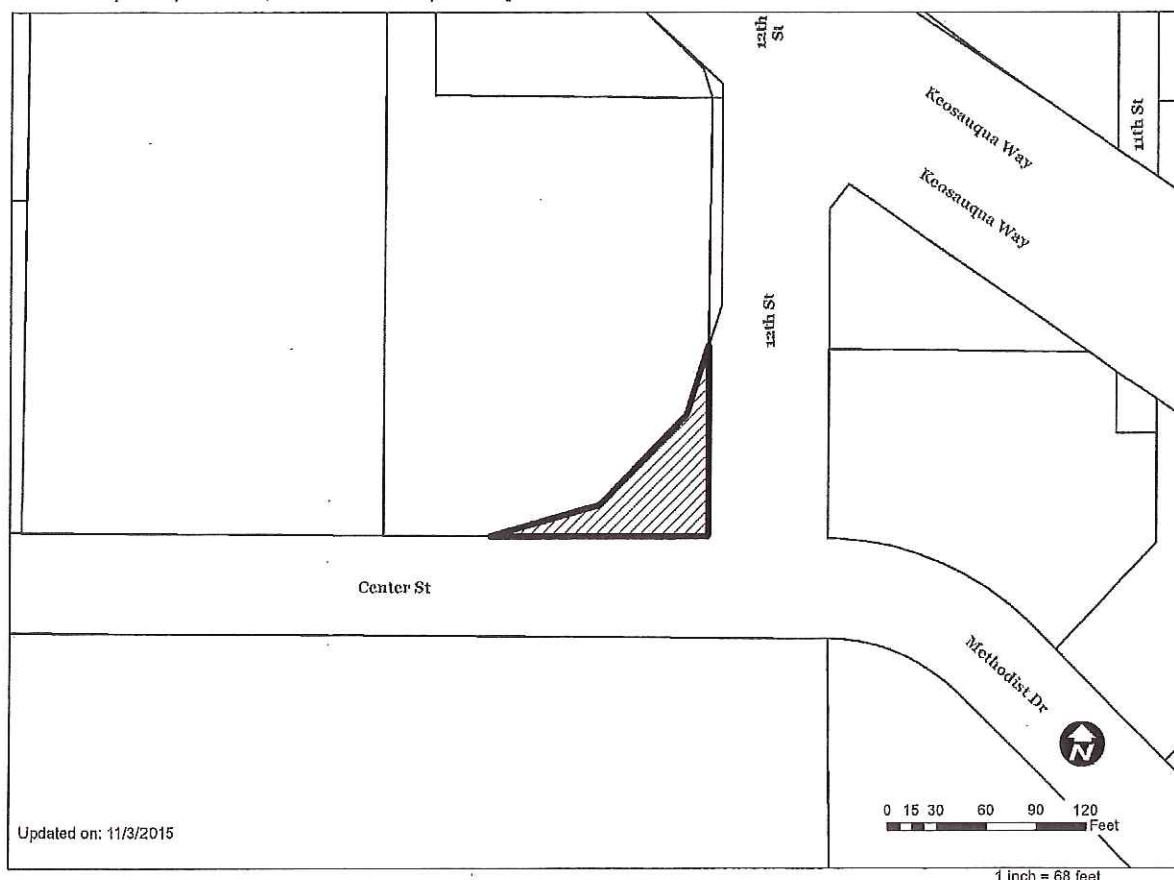 12th
St
Keosauqua Way
11th St
Keosauqua Way
12th St
Center St
Methodist Dr
N
0 15 30 60 90 120
Feet
Updated on: 11/3/2015
1 inch = 68 feet